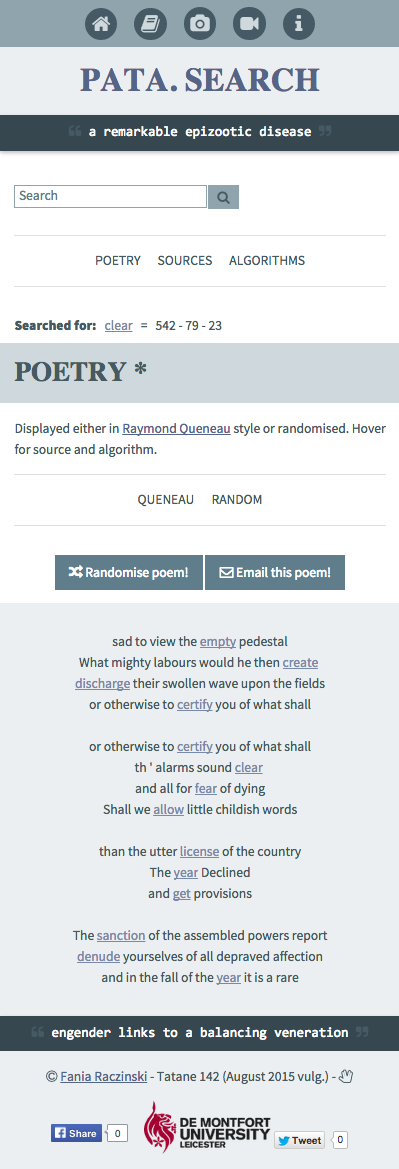 PATA. SEARCH
“ a remarkable epizootic disease ”
Search
POETRY SOURCES ALGORITHMS
Searched for: clear = 542 - 79 - 23
POETRY *
Displayed either in Raymond Queneau style or randomised. Hover
for source and algorithm.
QUENEAU RANDOM
Randomise poem! Email this poem!
sad to view the empty pedestal
What mighty labours would he then create
discharge their swollen wave upon the fields
or otherwise to certify you of what shall
or otherwise to certify you of what shall
th ' alarms sound clear
and all for fear of dying
Shall we allow little childish words
than the utter license of the country
The year Declined
and get provisions
The sanction of the assembled powers report
denude yourselves of all depraved affection
and in the fall of the year it is a rare
“ engender links to a balancing veneration ”
© Fania Raczinski - Tatane 142 (August 2015 vulg.) -
Share 0
DE MONTFORT
UNIVERSITY
LEICESTER
Tweet 0